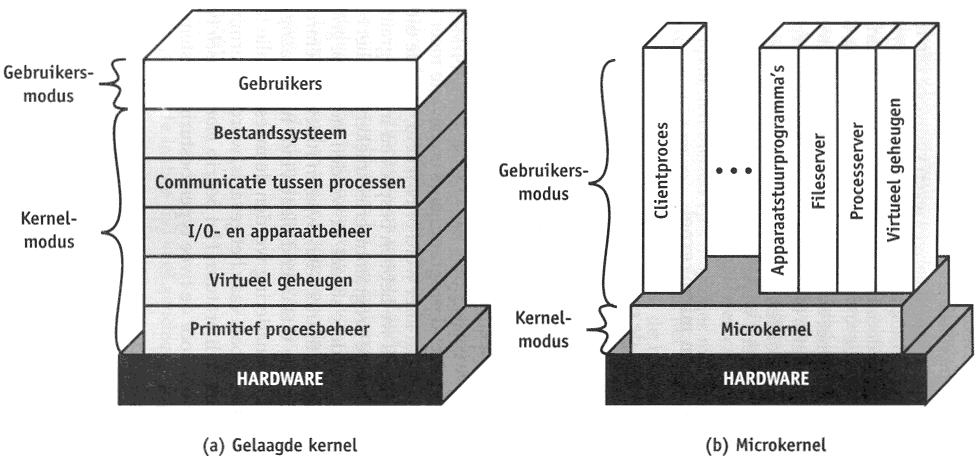 Gebruikers-
modus
Kernel-
modus
Gebruikers
Bestandssysteem
Communicatie tussen processen
I/O- en apparaatbeheer
Virtueel geheugen
Primitief procesbeheer
HARDWARE
(a) Gelaagde kernel
Gebruikers-
modus
Kernel-
modus
Clientproces
...
Apparaatstuurprogramma's
Fileserver
Processerver
Virtueel geheugen
Microkernel
HARDWARE
(b) Microkernel